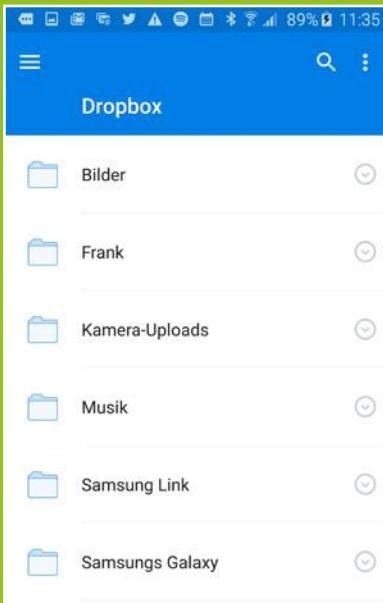 89% 11:35
Dropbox
Bilder
Frank
Kamera-Uploads
Musik
Samsung Link
Samsungs Galaxy